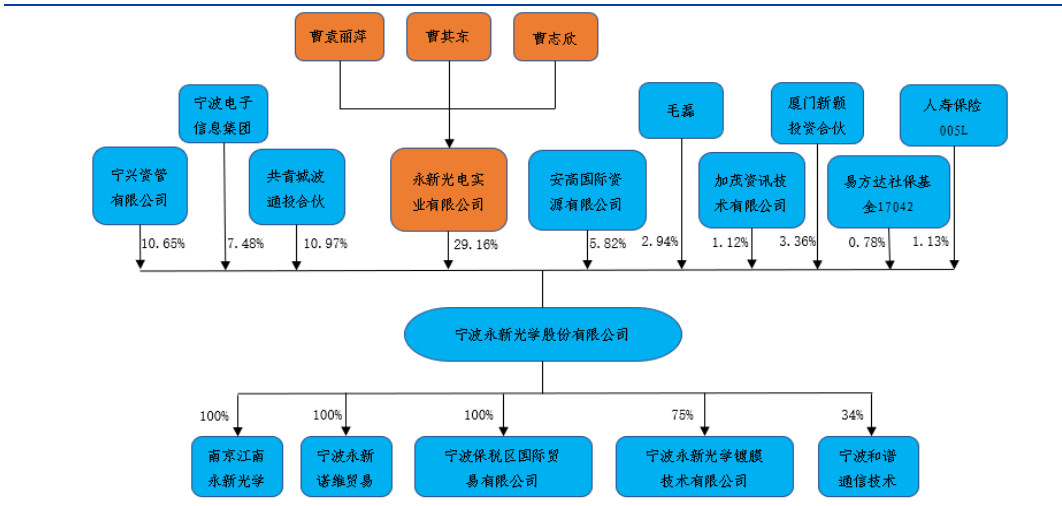 曹袁丽萍
曹其东
曹志欣
宁波电子
信息集团
毛磊
厦门新颖
投资合伙
人寿保险
005L
宁兴资管
有限公司
共青城波
通投合伙
永新光电实
业有限公司
安高国际资
源有限公司
加茂资讯技
术有限公司
易方达社保基
金17042
10.65%
7.48%
10.97%
29.16%
5.82%
2.94%
1.12%
3.36%
0.78%
1.13%
宁波永新光学股份有限公司
100%
100%
100%
75%
34%
南京江南
永新光学
宁波永新
诺维贸易
宁波保税区国际贸
易有限公司
宁波永新光学镀膜
技术有限公司
宁波和谱
通信技术